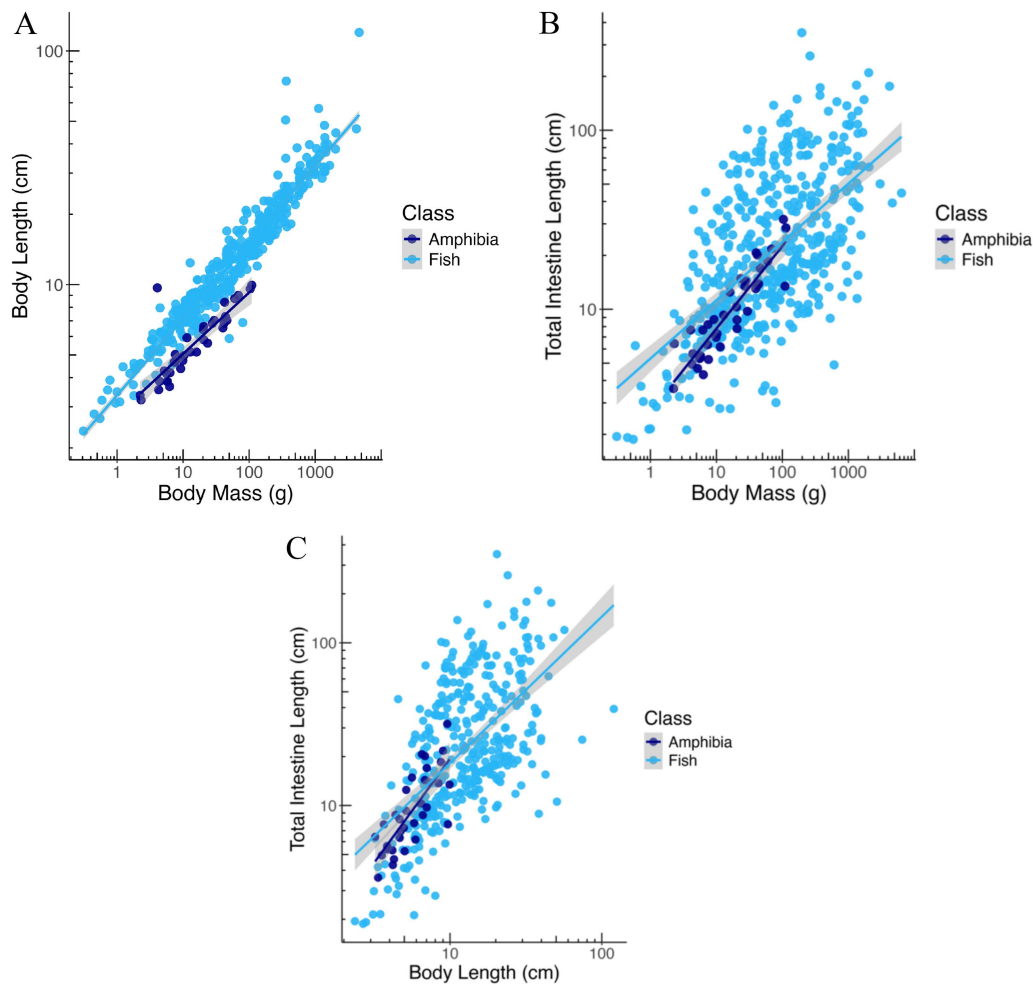 A
Body Length (cm)
100
10
1 10 100 1000
Body Mass (g)
Class
Amphibia
Fish
B
Total Intestine Length (cm)
100
10
1 10 100 1000
Body Mass (g)
Class
Amphibia
Fish
C
Total Intestine Length (cm)
100
10
10 100
Body Length (cm)
Class
Amphibia
Fish